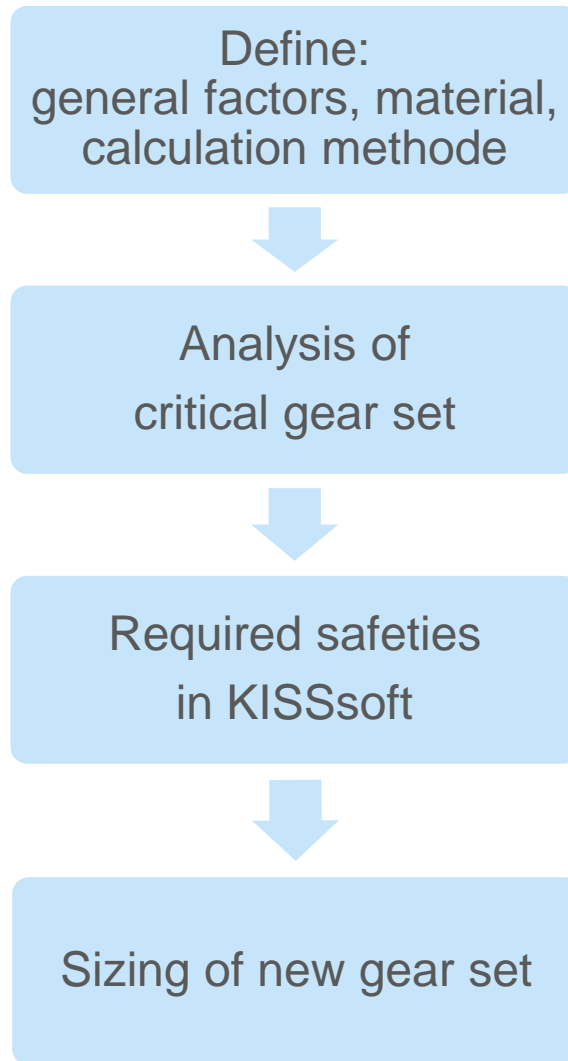 Define:
general factors, material,
calculation methode
Analysis of
critical gear set
Required safeties
in KISSsoft
Sizing of new gear set